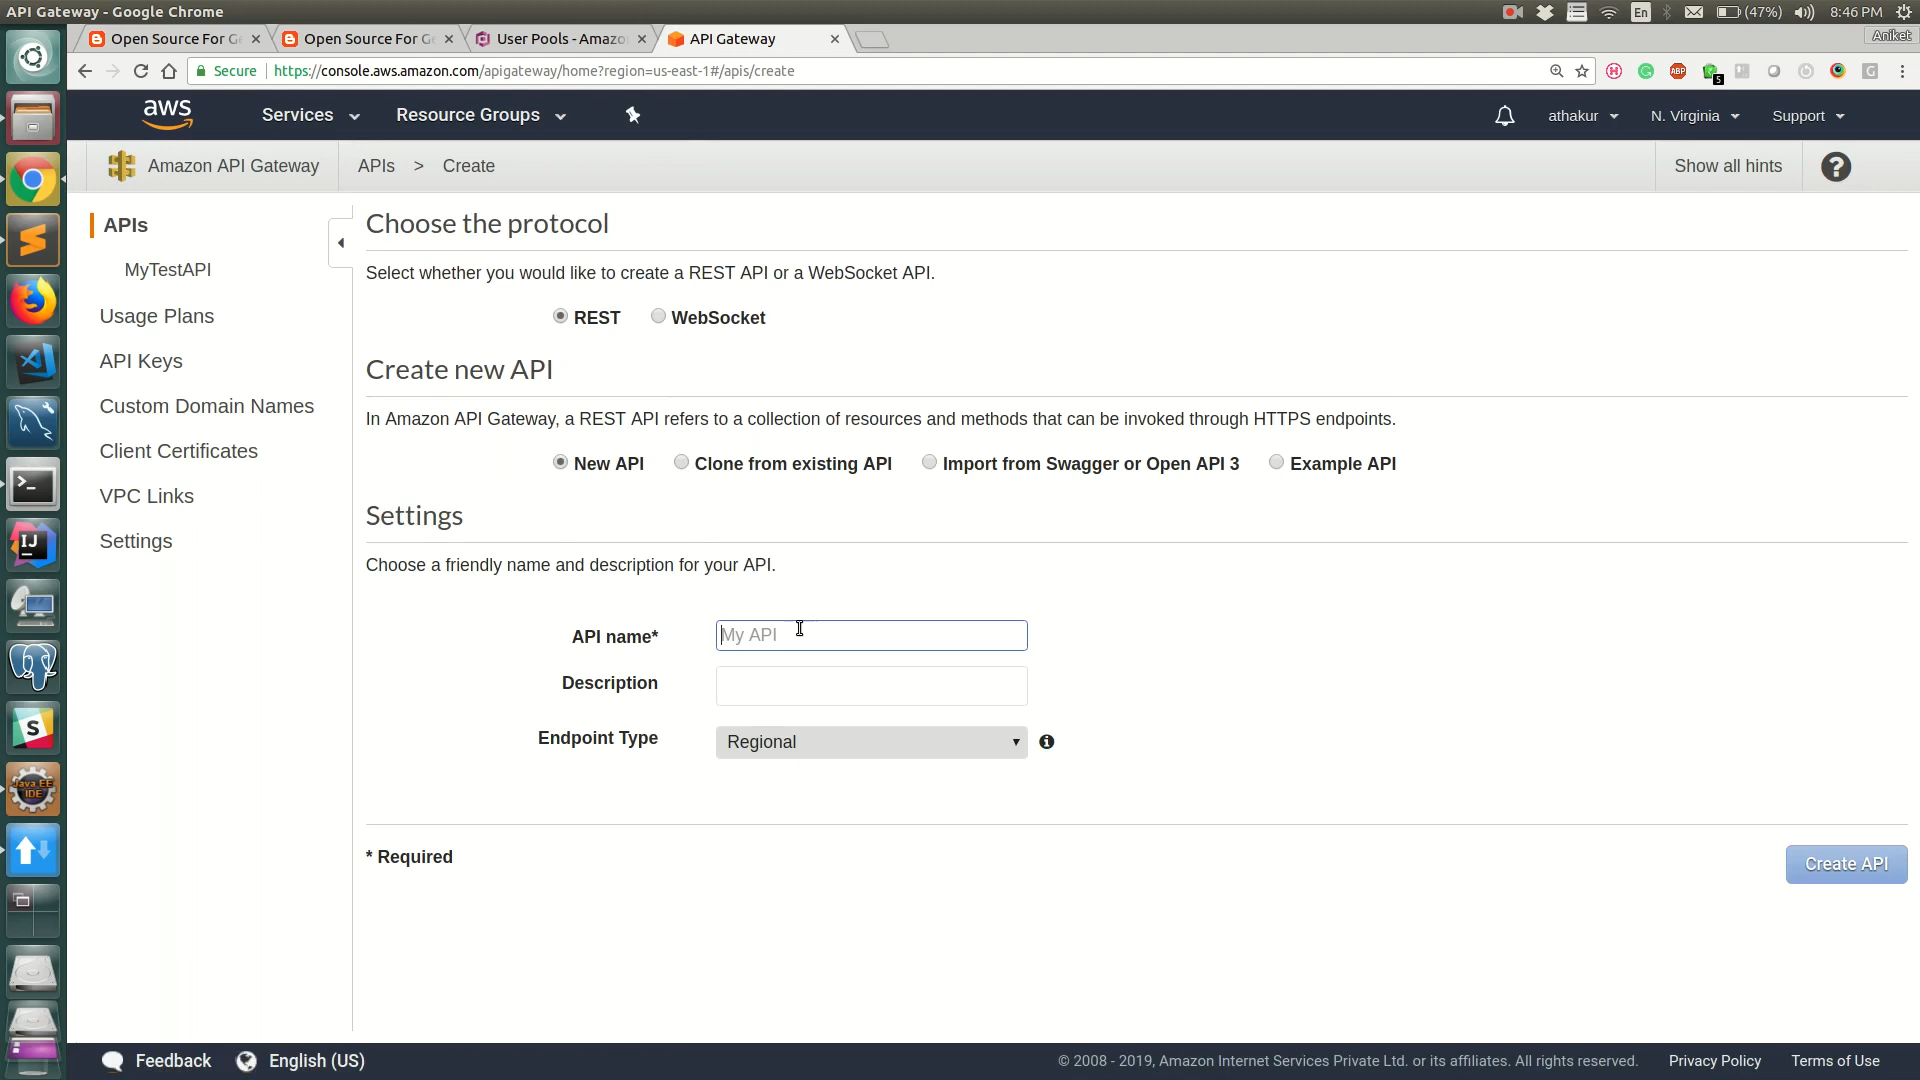 API Gateway - Google Chrome
En
(47%)
8:46 PM
Open Source For Ge
Open Source For Ge
User Pools - Amazo
API Gateway
Aniket
Secure
https://console.aws.amazon.com/apigateway/home?region=us-east-1#/apis/create
ABP
5
aws
Services
Resource Groups
athakur
N. Virginia
Support
Amazon API Gateway
APIs > Create
Show all hints
?
APIs
MyTestAPI
Usage Plans
API Keys
Custom Domain Names
Client Certificates
VPC Links
Settings
Choose the protocol
Select whether you would like to create a REST API or a WebSocket API.
REST
WebSocket
Create new API
In Amazon API Gateway, a REST API refers to a collection of resources and methods that can be invoked through HTTPS endpoints.
New API
Clone from existing API
Import from Swagger or Open API 3
Example API
Settings
Choose a friendly name and description for your API.
API name*
My API
Description
Endpoint Type
Regional
* Required
Create API
IJ
S
Java EE
IDE
Feedback
English (US)
© 2008 - 2019, Amazon Internet Services Private Ltd. or its affiliates. All rights reserved.
Privacy Policy
Terms of Use